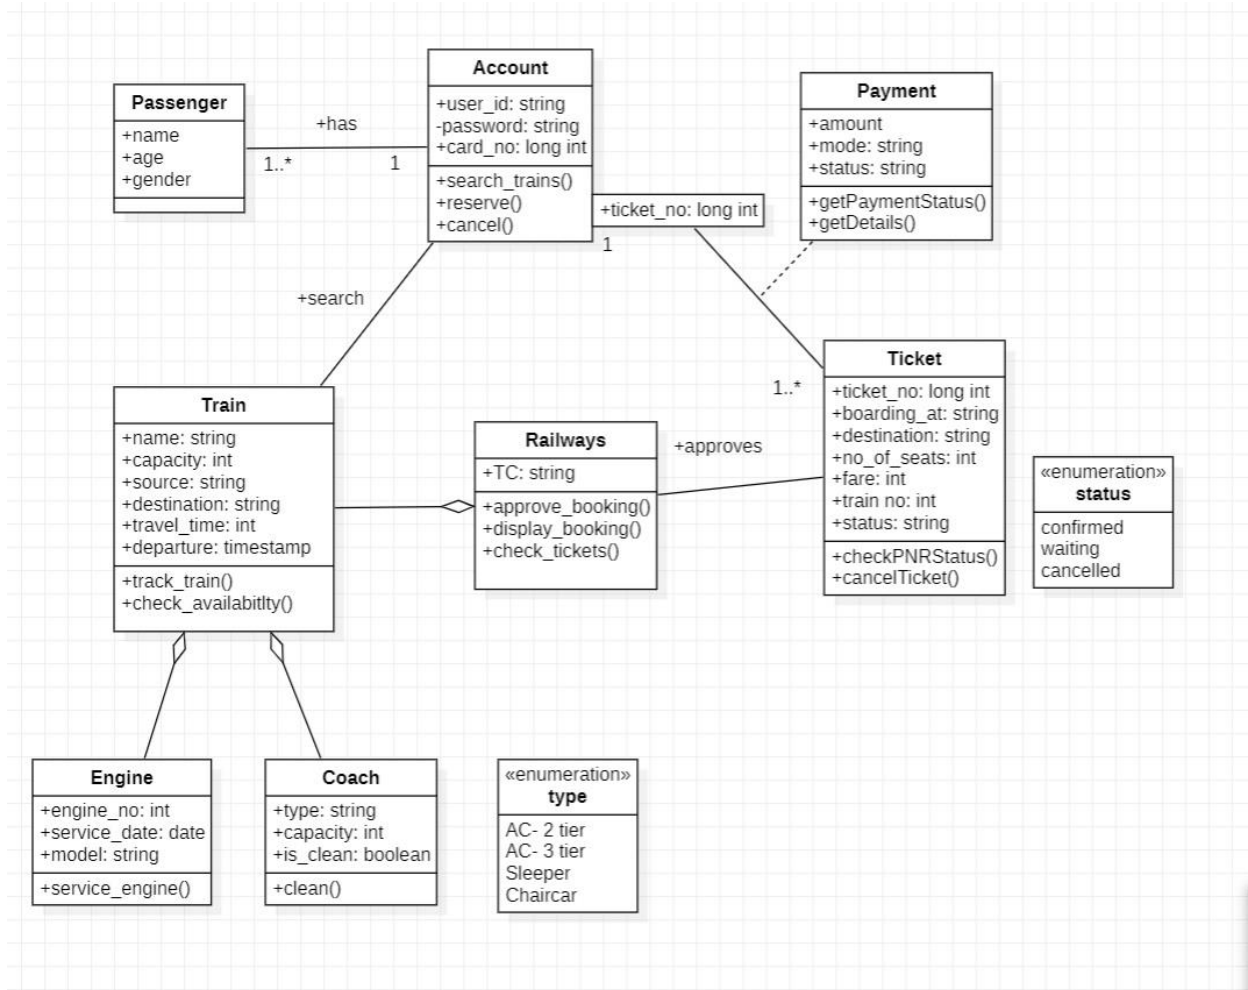 Passenger
+name
+age
+gender
+has
1..*
1
Account
+user_id: string
-password: string
+card_no: long int
+search_trains()
+reserve()
+cancel()
+ticket_no: long int
1
Payment
+amount
+mode: string
+status: string
+getPaymentStatus()
+getDetails()
+search
1..*
Train
+name: string
+capacity: int
+source: string
+destination: string
+travel_time: int
+departure: timestamp
+track_train()
+check_availabitlty()
Railways
+TC: string
+approve_booking()
+display_booking()
+check_tickets()
+approves
Ticket
+ticket_no: long int
+boarding_at: string
+destination: string
+no_of_seats: int
+fare: int
+train no: int
+status: string
+checkPNRStatus()
+cancelTicket()
«enumeration»
status
confirmed
waiting
cancelled
Engine
+engine_no: int
+service_date: date
+model: string
+service_engine()
Coach
+type: string
+capacity: int
+is_clean: boolean
+clean()
«enumeration»
type
AC- 2 tier
AC- 3 tier
Sleeper
Chaircar